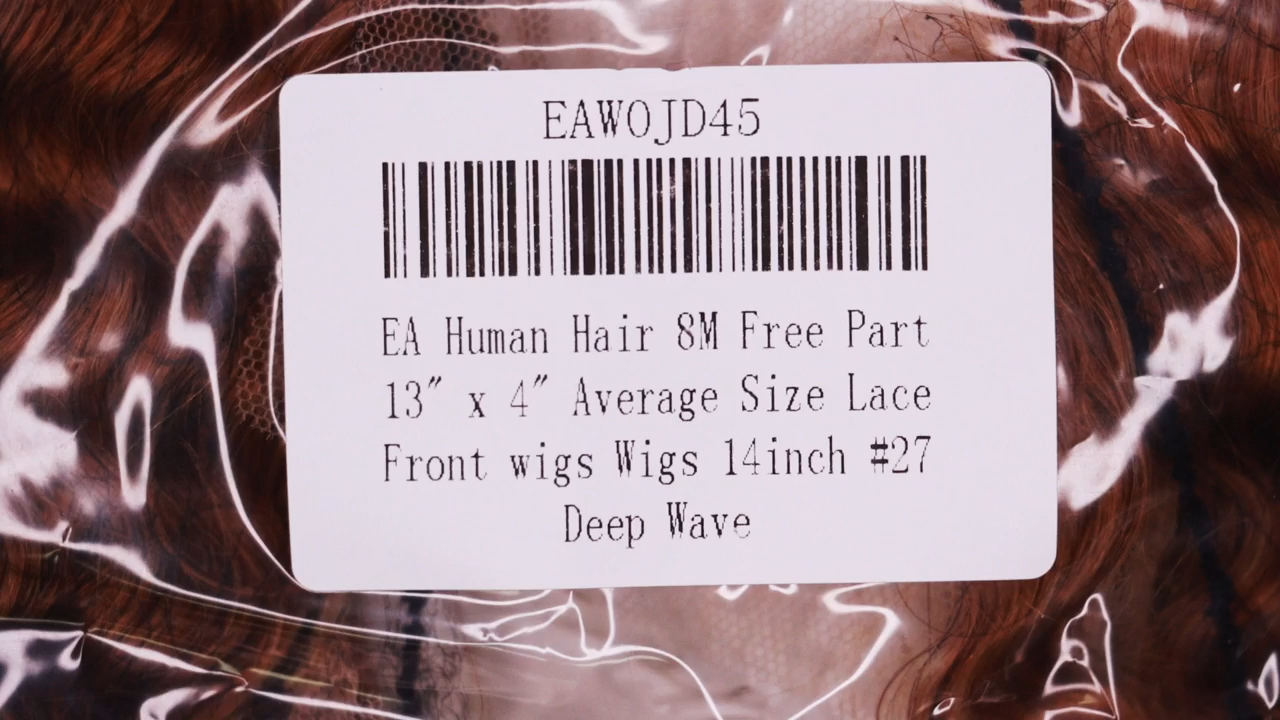 EAWOJD45
EA Human Hair 8M Free Part
13" x 4" Average Size Lace
Front wigs Wigs 14inch #27
Deep Wave